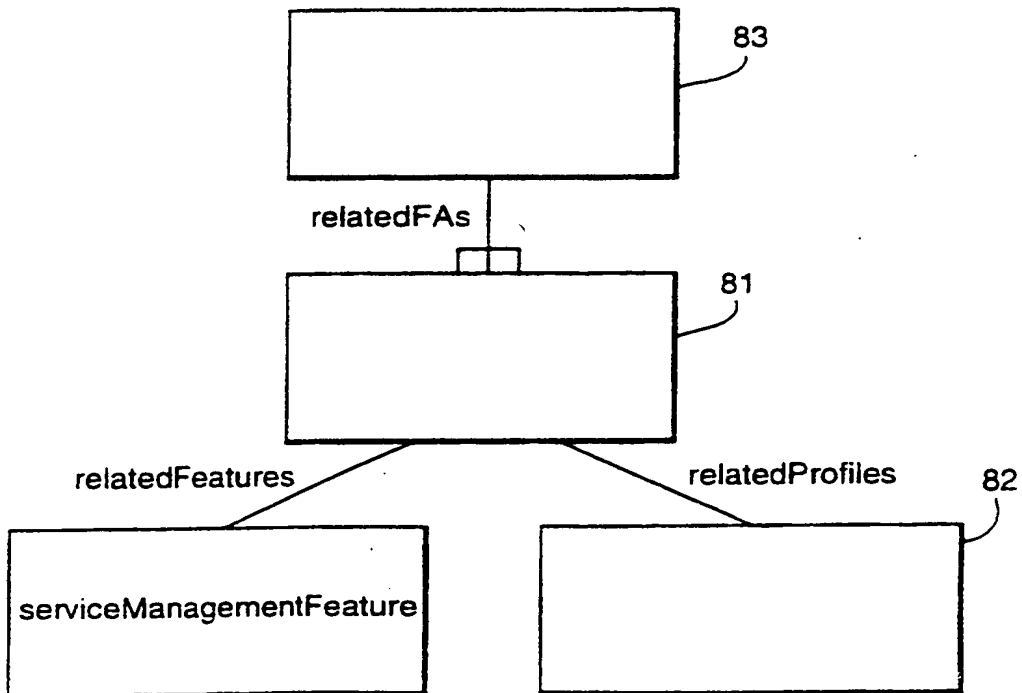 83
relatedFAs
81
relatedFeatures
relatedProfiles
82
serviceManagementFeature